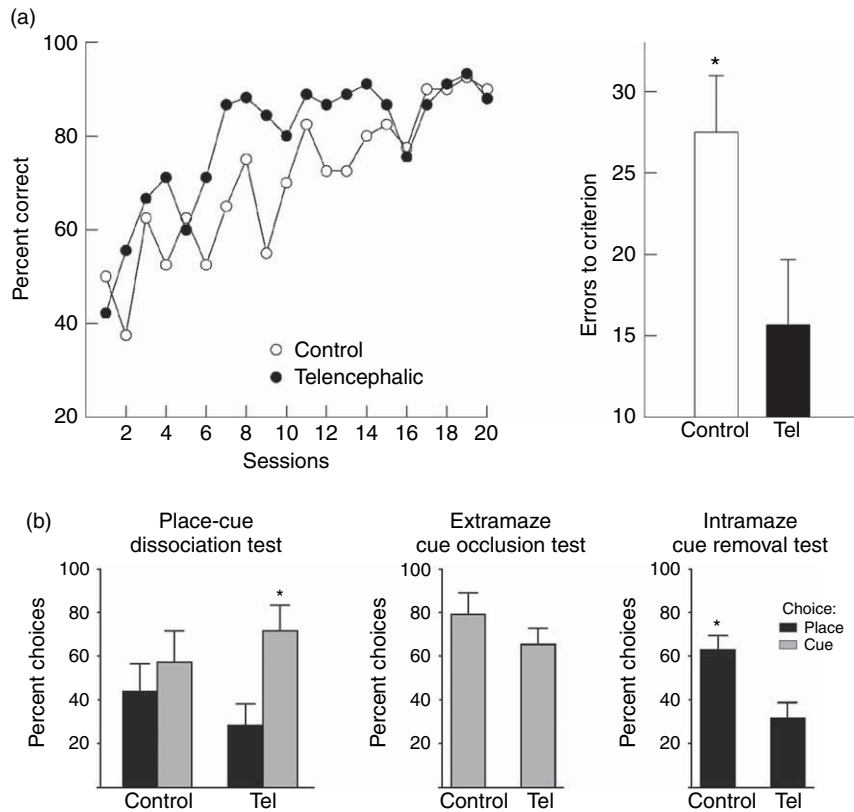 (a)
100
80
60
40
20
Percent correct
Control
Telencephalic
2 4 6 8 10 12 14 16 18 20
Sessions
30
25
20
15
10
Errors to criterion
*
Control Tel
(b)
Place-cue
dissociation test
100
80
60
40
20
Percent choices
*
Control Tel
Extramaze
cue occlusion test
100
80
60
40
20
Percent choices
Control Tel
Intramaze
cue removal test
100
80
60
40
20
Percent choices
*
Choice:
Place
Cue
Control Tel